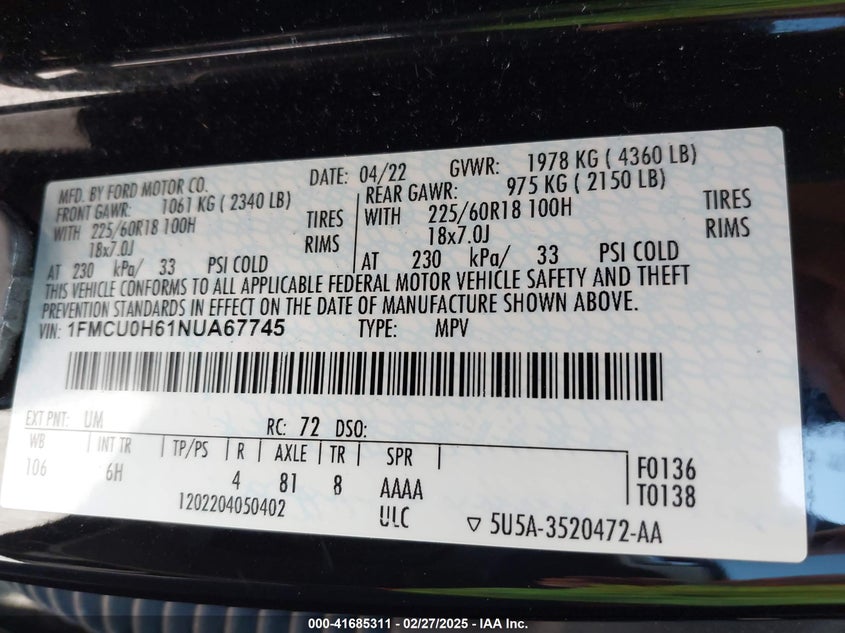 MFD. BY FORD MOTOR CO. DATE: 04/22 GVWR: 1978 KG ( 4360 LB)
FRONT GAWR: 1061 KG ( 2340 LB) REAR GAWR: 975 KG ( 2150 LB)
WITH 225/60R18 100H TIRES WITH 225/60R18 100H TIRES
18x7.0J RIMS 18x7.0J RIMS
AT 230 kPa/ 33 PSI COLD AT 230 kPa/ 33 PSI COLD
THIS VEHICLE CONFORMS TO ALL APPLICABLE FEDERAL MOTOR VEHICLE SAFETY AND THEFT
PREVENTION STANDARDS IN EFFECT ON THE DATE OF MANUFACTURE SHOWN ABOVE.
VIN: 1FMCU0H61NUA67745 TYPE: MPV
EXT PNT: UM RC: 72 DSO:
WB INT TR TP/PS R AXLE TR SPR
106 6H 4 81 8 AAAA F0136
1202204050402 ULC T0138
▽ 5U5A-3520472-AA
000-41685311 / 02/27/2025 - IAA Inc.